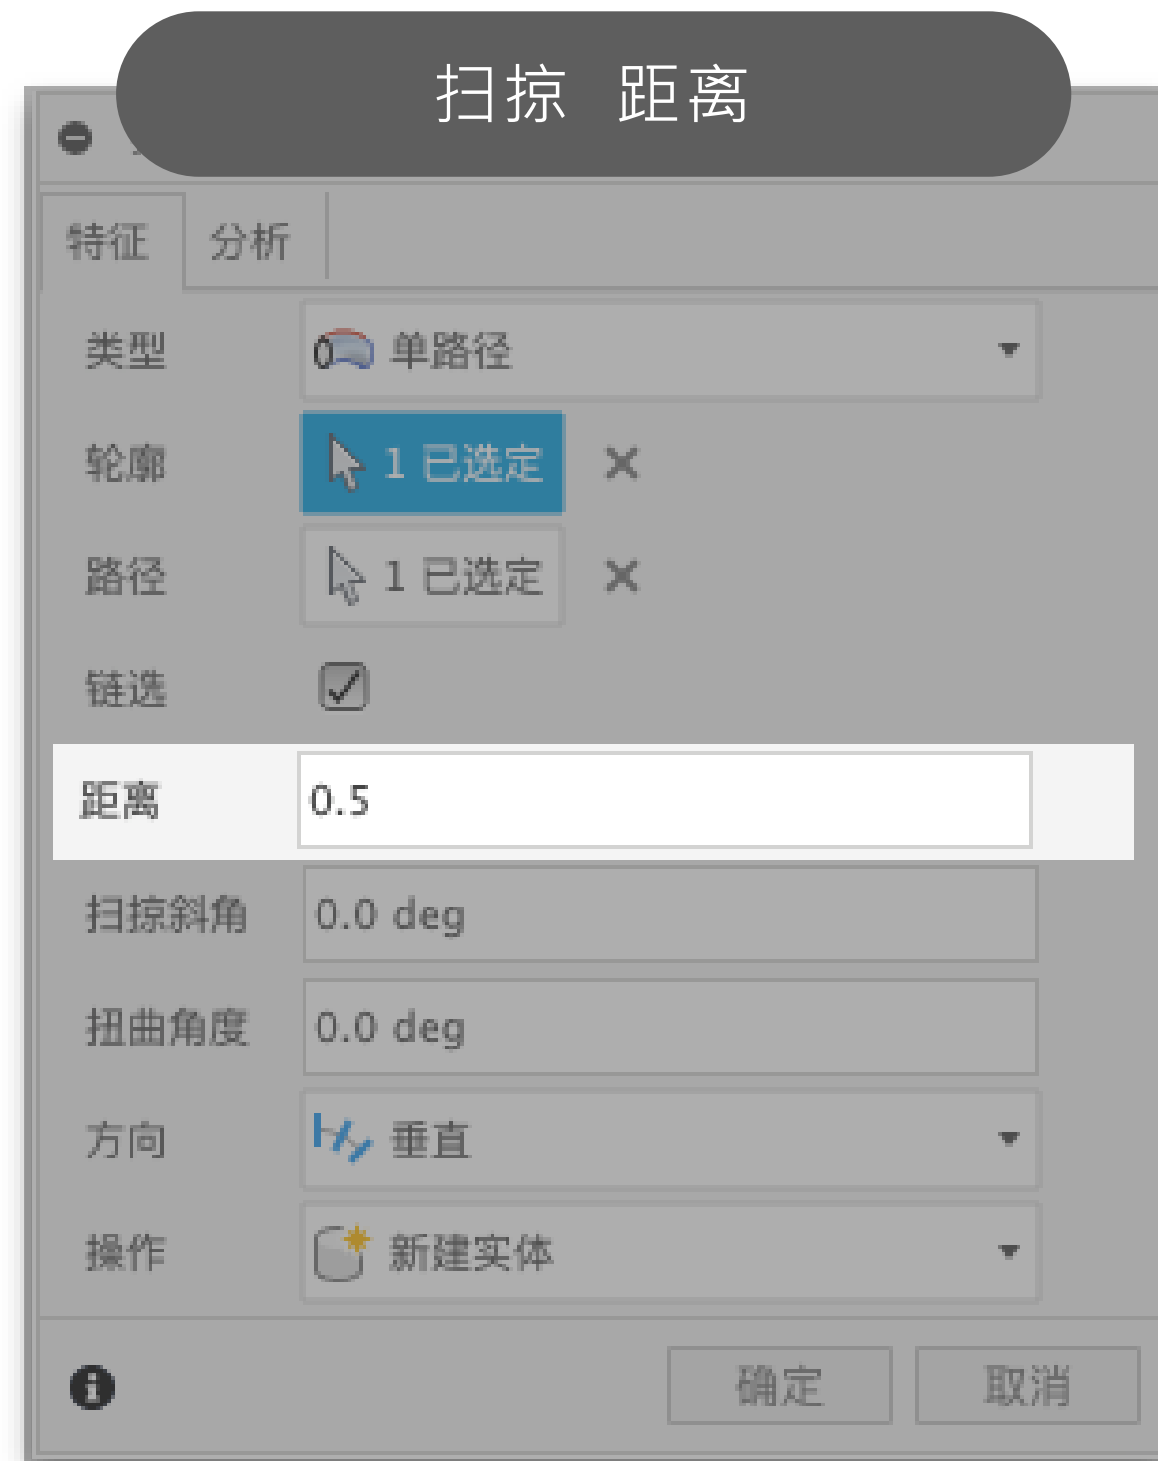 扫掠 距离
特征 分析
类型 单路径
轮廓 1 已选定
路径 1 已选定
链选
距离 0.5
扫掠斜角 0.0 deg
扭曲角度 0.0 deg
方向 垂直
操作 新建实体
确定 取消